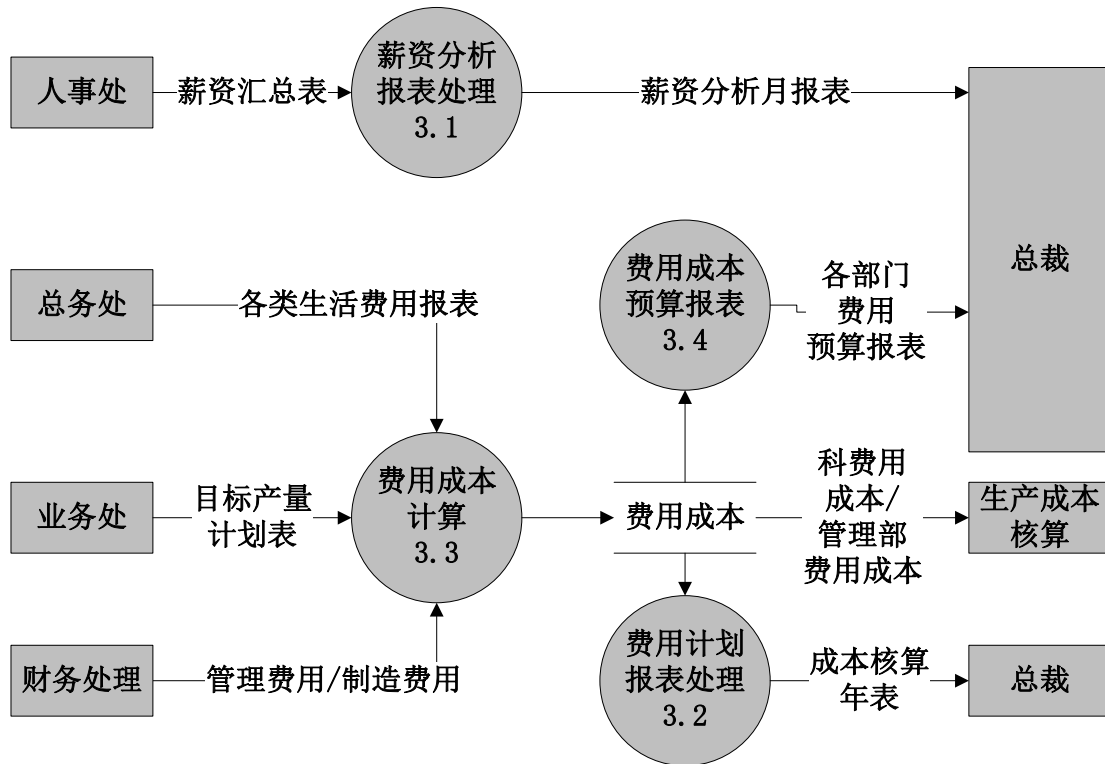 人事处
薪资汇总表
薪资分析
报表处理
3.1
薪资分析月报表
总裁
总务处
各类生活费用报表
费用成本
预算报表
3.4
各部门
费用
预算报表
业务处
目标产量
计划表
费用成本
计算
3.3
费用成本
科费用
成本/
管理部
费用成本
生产成本
核算
财务处理
管理费用/制造费用
费用计划
报表处理
3.2
成本核算
年表
总裁